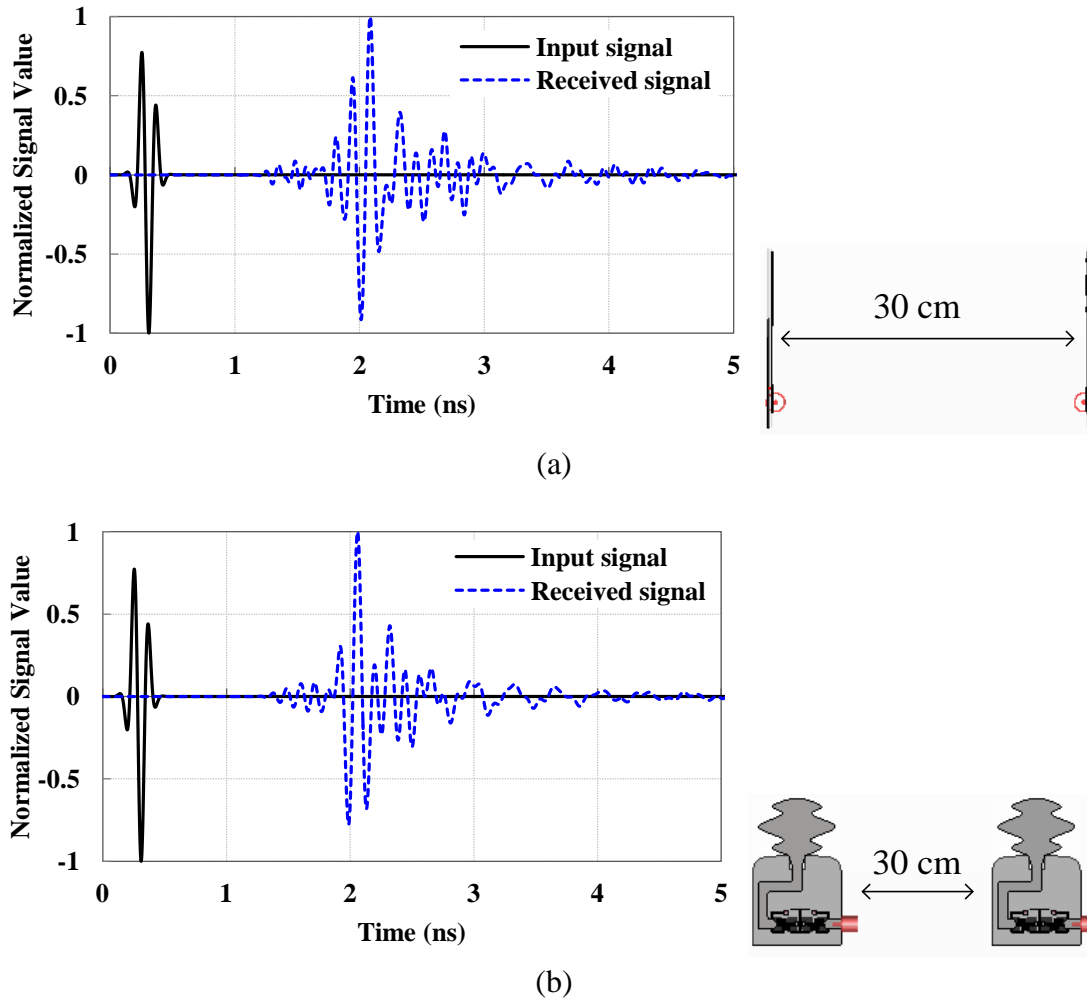 1
0.5
0
-0.5
-1
Normalized Signal Value
Input signal
Received signal
0 1 2 3 4 5
Time (ns)
30 cm
(a)
1
0.5
0
-0.5
-1
Normalized Signal Value
Input signal
Received signal
0 1 2 3 4 5
Time (ns)
30 cm
(b)